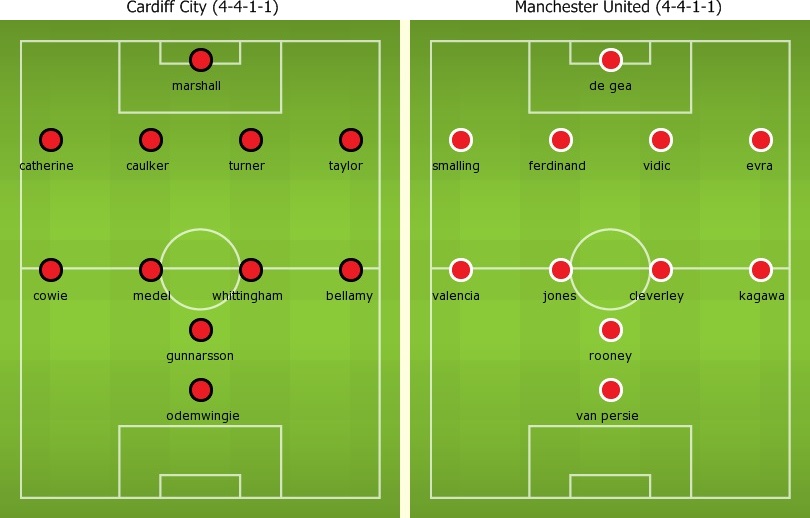 Cardiff City (4-4-1-1)
marshall
catherine caulker turner taylor
cowie medel whittingham bellamy
gunnarsson
odemwingie
Manchester United (4-4-1-1)
de gea
smalling ferdinand vidic evra
valencia jones cleverley kagawa
rooney
van persie